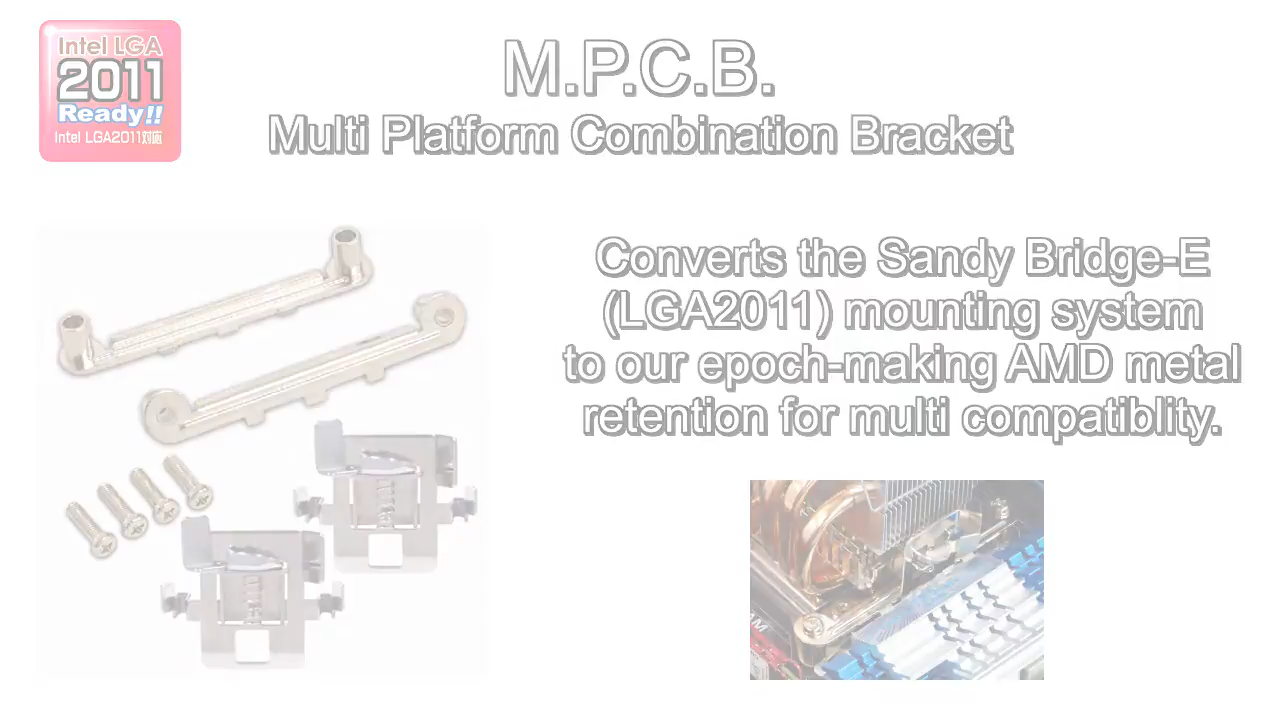 Intel LGA
2011
Ready!!
Intel LGA2011対応
M.P.C.B.
Multi Platform Combination Bracket
Converts the Sandy Bridge-E
(LGA2011) mounting system
to our epoch-making AMD metal
retention for multi compatiblity.
AM